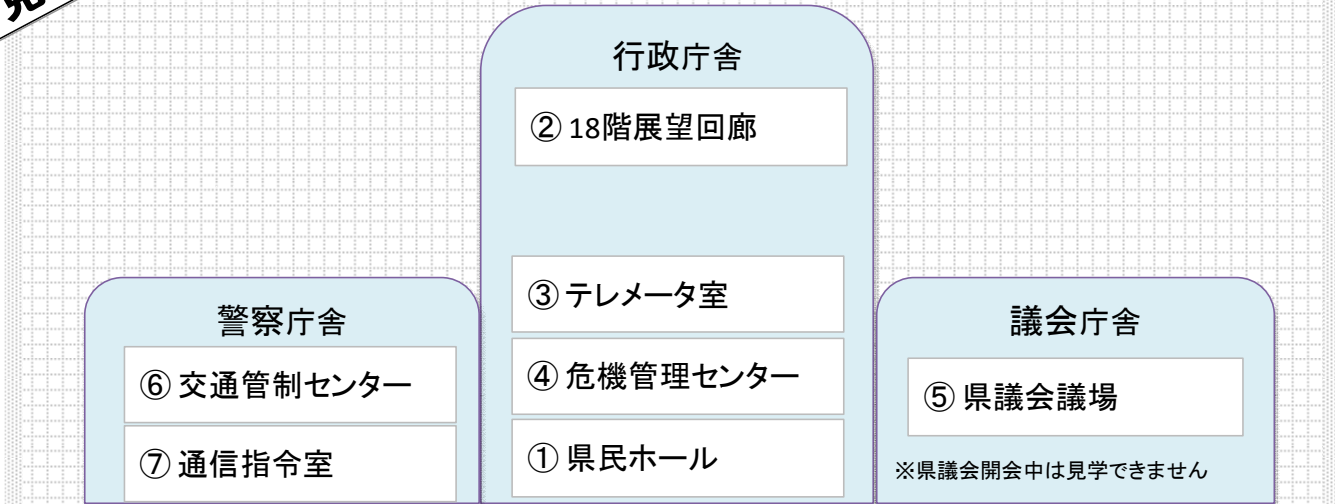 行政庁舎
② 18階展望回廊
③ テレメータ室
④ 危機管理センター
① 県民ホール
警察庁舎
⑥ 交通管制センター
⑦ 通信指令室
議会庁舎
⑤ 県議会議場
※県議会開会中は見学できません